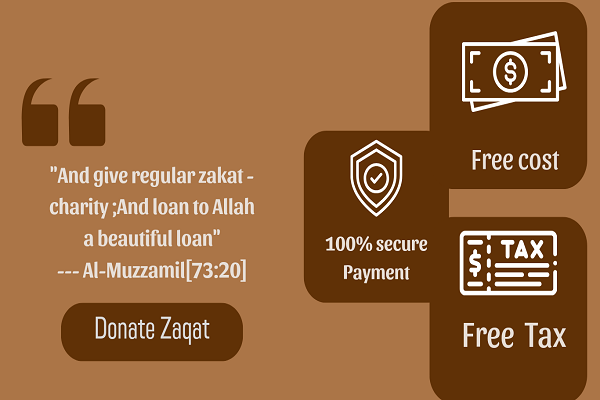 "And give regular zakat -
charity ;And loan to Allah
a beautiful loan"
--- Al-Muzzamil[73:20]
Donate Zaqat
100% secure
Payment
$
Free cost
$ TAX
Free Tax